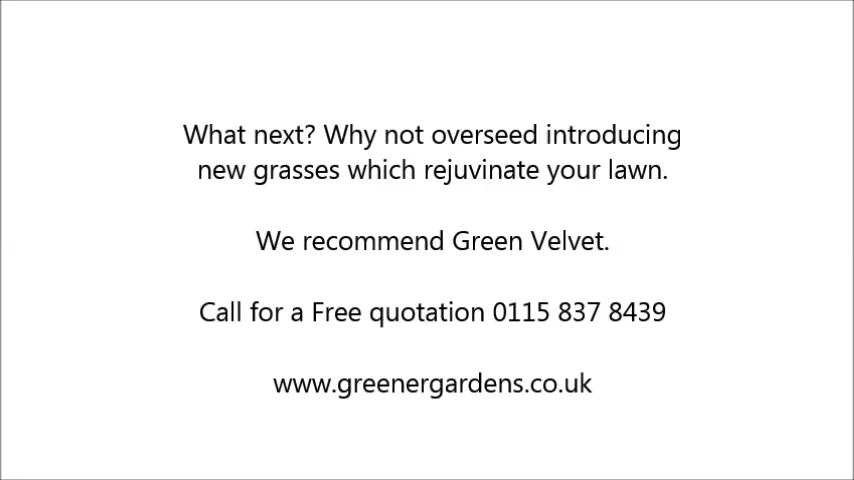 What next? Why not overseed introducing
new grasses which rejuvinate your lawn.
We recommend Green Velvet.
Call for a Free quotation 0115 837 8439
www.greenergardens.co.uk